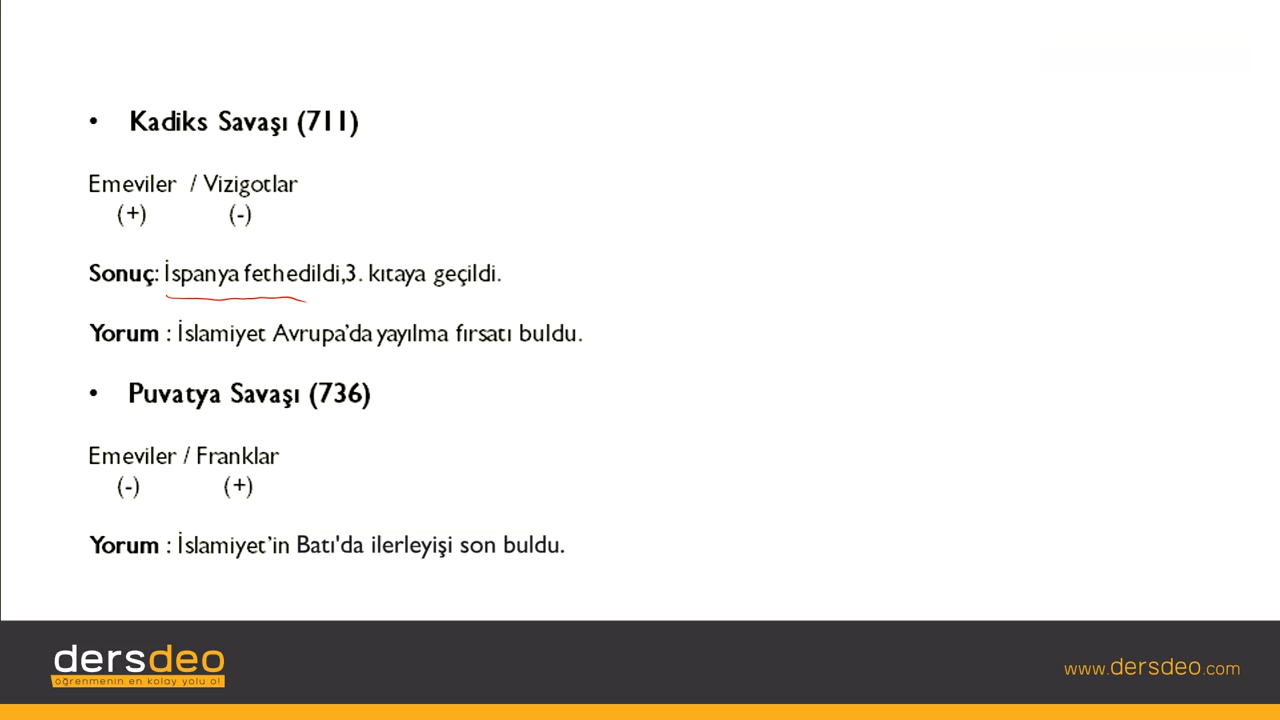 • Kadiks Savaşı (711)
Emeviler / Vizigotlar
(+) (-)
Sonuç: İspanya fethedildi,3. kıtaya geçildi.
Yorum : İslamiyet Avrupa'da yayılma fırsatı buldu.
• Puvatya Savaşı (736)
Emeviler / Franklar
(-) (+)
Yorum : İslamiyet'in Batı'da ilerleyişi son buldu.
dersdeo
öğrenmenin en kolay yolu o!
www.dersdeo.com